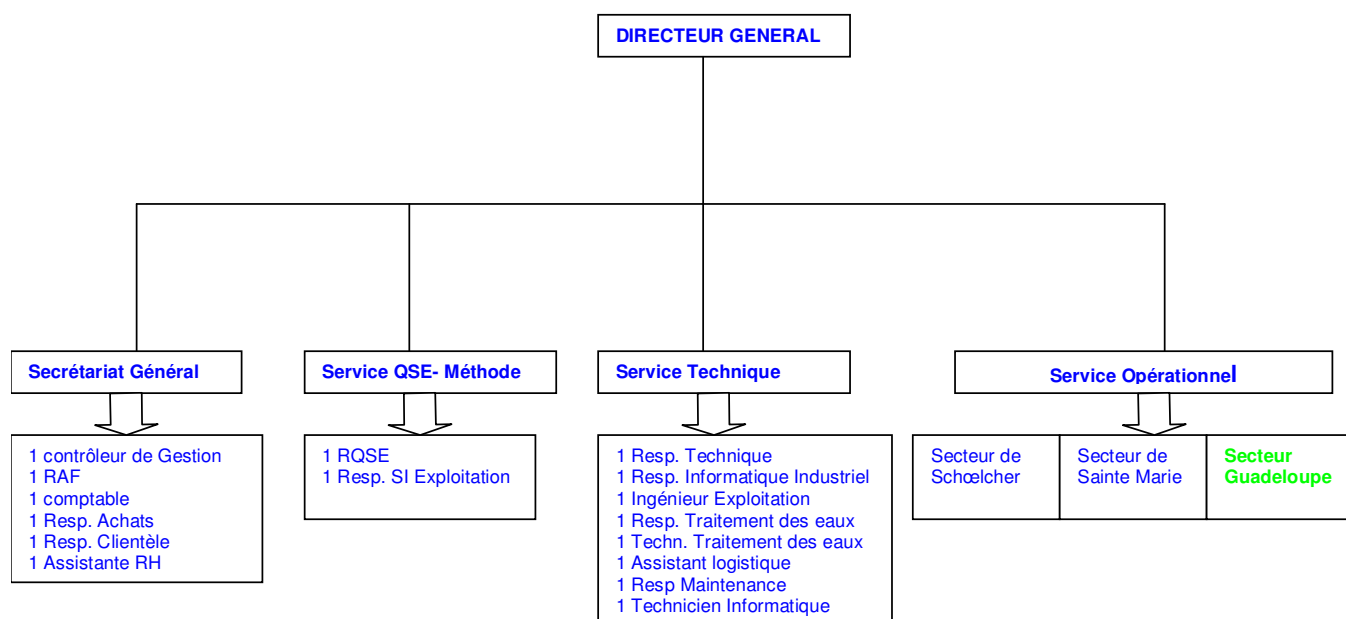 DIRECTEUR GENERAL
Secrétariat Général
1 contrôleur de Gestion
1 RAF
1 comptable
1 Resp. Achats
1 Resp. Clientèle
1 Assistante RH
Service QSE- Méthode
1 RQSE
1 Resp. SI Exploitation
Service Technique
1 Resp. Technique
1 Resp. Informatique Industriel
1 Ingénieur Exploitation
1 Resp. Traitement des eaux
1 Techn. Traitement des eaux
1 Assistant logistique
1 Resp Maintenance
1 Technicien Informatique
Service Opérationnel
Secteur de
Schœlcher
Secteur de
Sainte Marie
Secteur
Guadeloupe